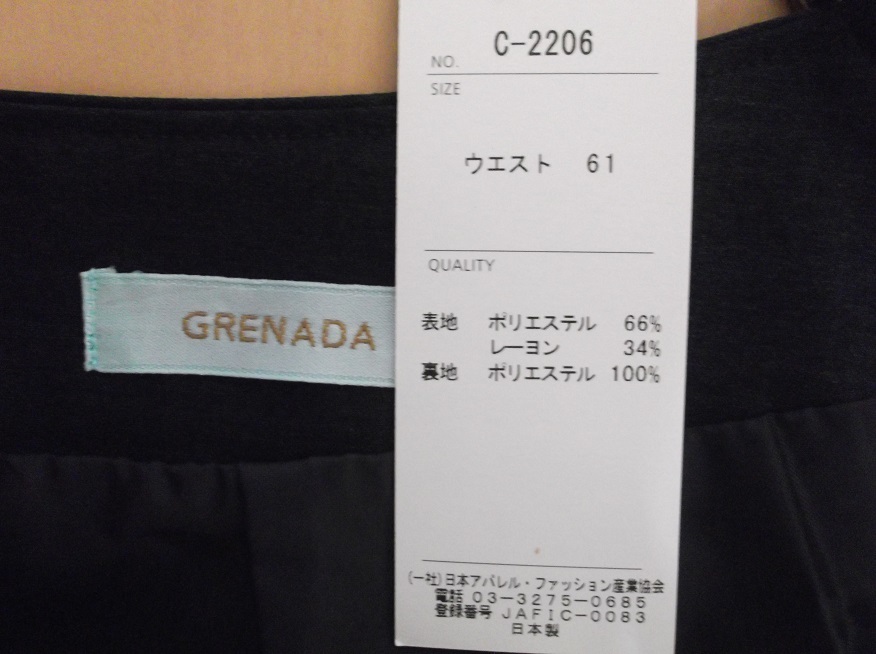 GRENADA
NO. C-2206
SIZE
ウエスト 61
QUALITY
表地 ポリエステル 66%
レーヨン 34%
裏地 ポリエステル 100%
(一社)日本アパレル・ファッション産業協会
電話 03-3275-0685
登録番号 JAFIC-0083
日本製